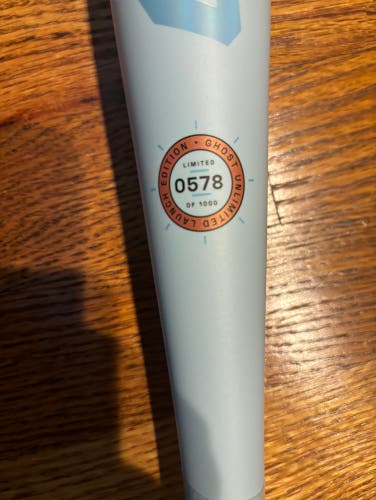 GHOST UNLIMITED LAUNCH EDITION •
LIMITED
0578
OF 1000